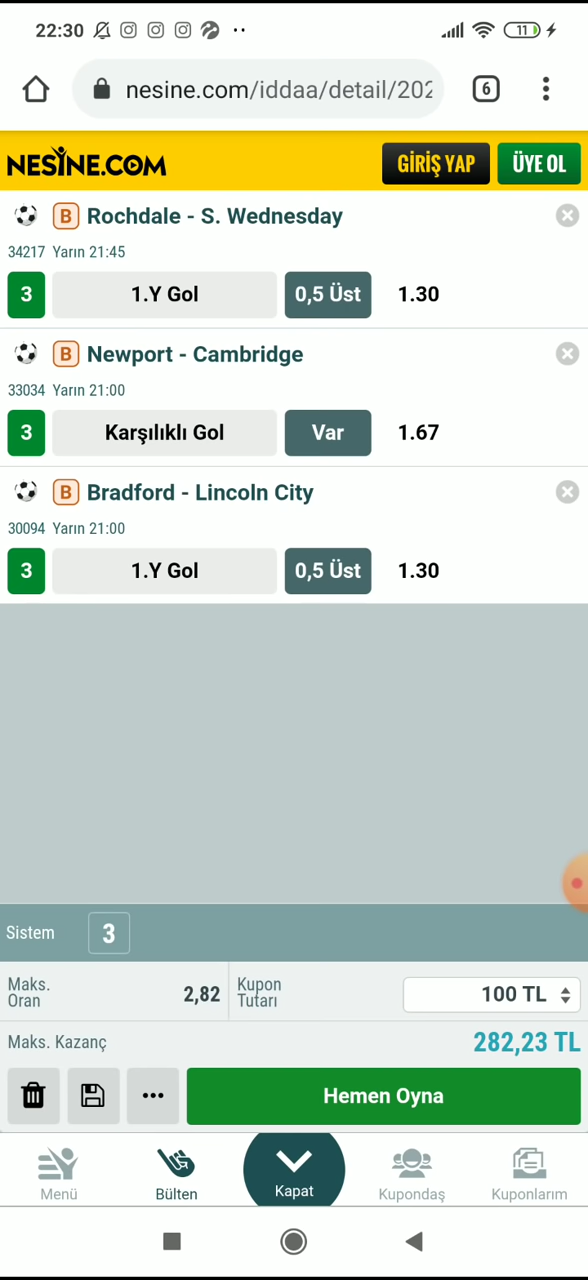 22:30
11
nesine.com/iddaa/detail/202
6
NESINE.COM
GİRİŞ YAP
ÜYE OL
B Rochdale - S. Wednesday
34217 Yarın 21:45
3 1.Y Gol 0,5 Üst 1.30
B Newport - Cambridge
33034 Yarın 21:00
3 Karşılıklı Gol Var 1.67
B Bradford - Lincoln City
30094 Yarın 21:00
3 1.Y Gol 0,5 Üst 1.30
Sistem 3
Maks.
Oran
2,82
Kupon
Tutarı
100 TL
Maks. Kazanç
282,23 TL
Hemen Oyna
Menü
Bülten
Kapat
Kupondaş
Kuponlarım